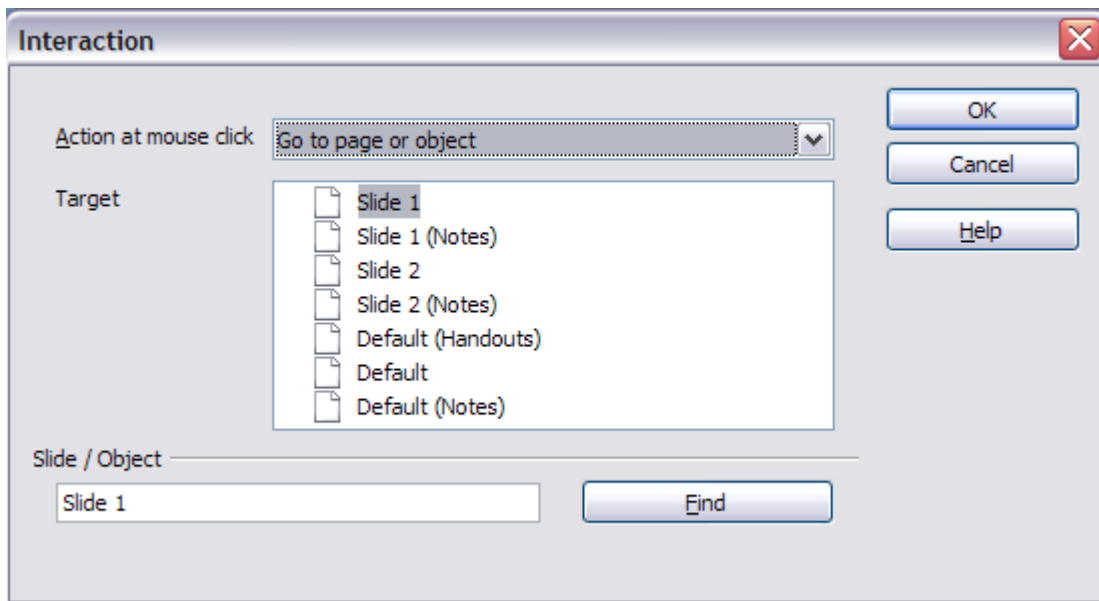 Interaction
Action at mouse click
Go to page or object
OK
Cancel
Help
Target
Slide 1
Slide 1 (Notes)
Slide 2
Slide 2 (Notes)
Default (Handouts)
Default
Default (Notes)
Slide / Object
Slide 1
Find